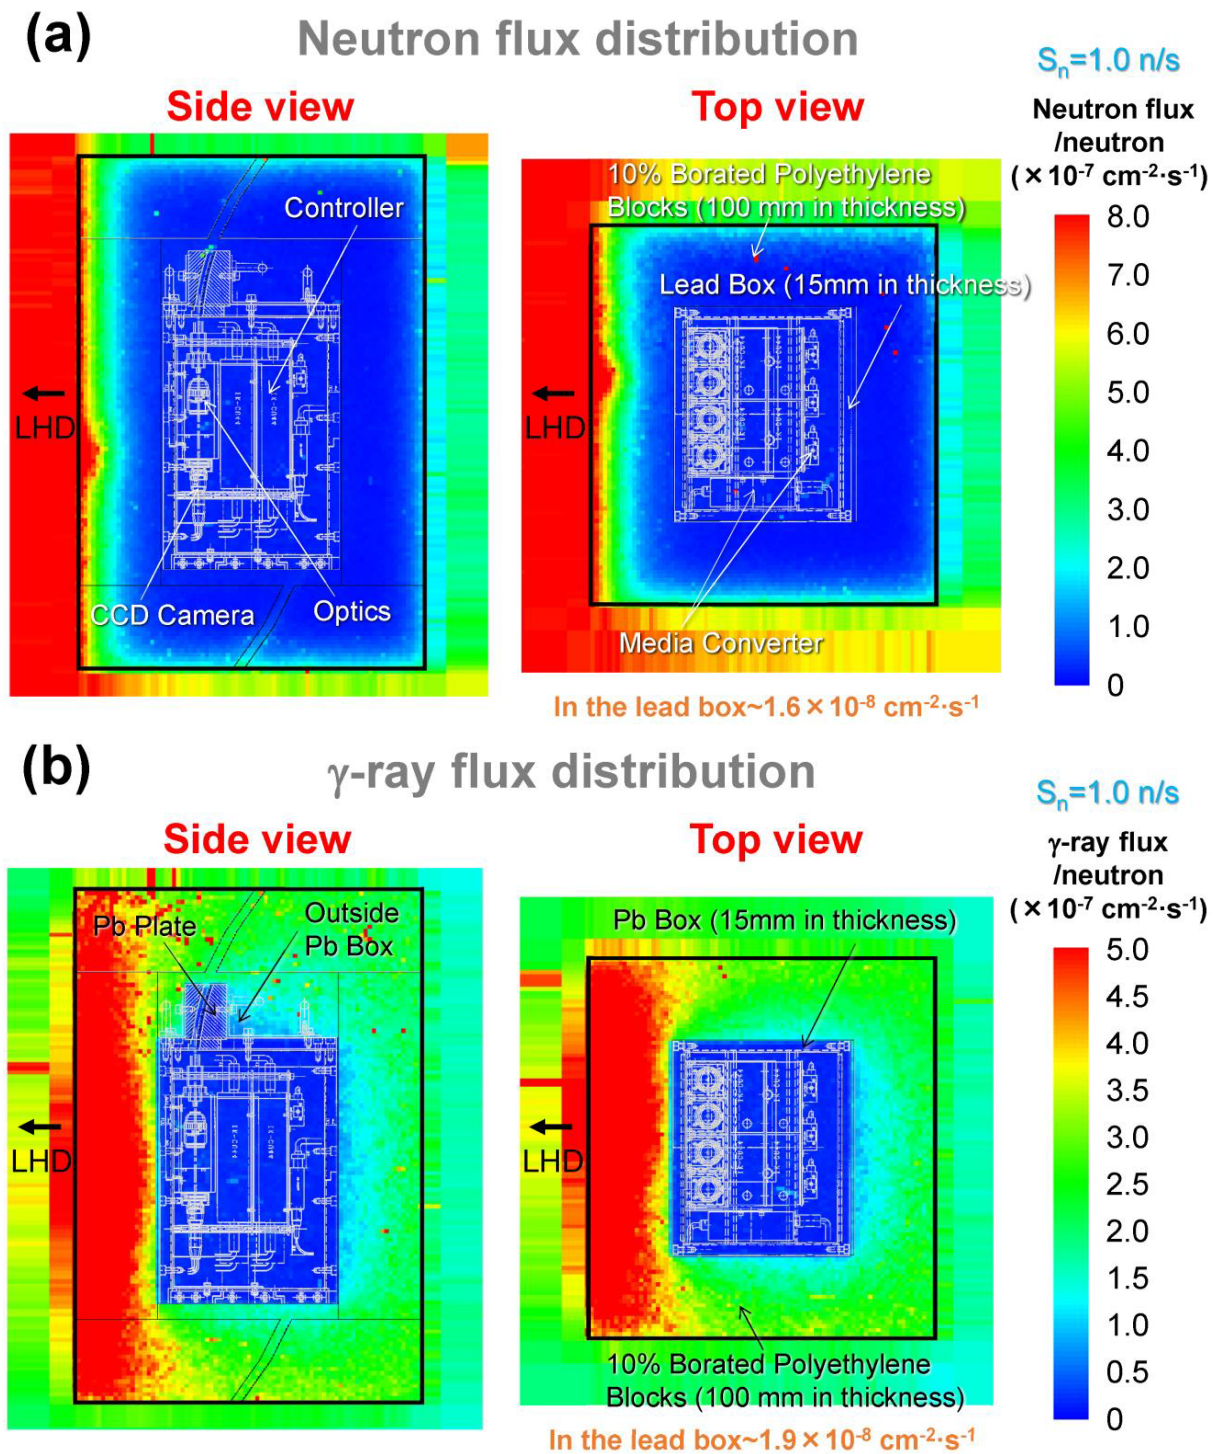 (a)
Neutron flux distribution
S_n=1.0 n/s
Side view
Top view
Neutron flux
/neutron
(×10⁻⁷ cm⁻²·s⁻¹)
Controller
10% Borated Polyethylene
Blocks (100 mm in thickness)
Lead Box (15mm in thickness)
LHD
LHD
CCD Camera
Optics
Media Converter
8.0
7.0
6.0
5.0
4.0
3.0
2.0
1.0
0
In the lead box~1.6×10⁻⁸ cm⁻²·s⁻¹
(b)
γ-ray flux distribution
S_n=1.0 n/s
Side view
Top view
γ-ray flux
/neutron
(×10⁻⁷ cm⁻²·s⁻¹)
Pb Plate
Outside
Pb Box
Pb Box (15mm in thickness)
LHD
LHD
10% Borated Polyethylene
Blocks (100 mm in thickness)
5.0
4.5
4.0
3.5
3.0
2.5
2.0
1.5
1.0
0.5
0
In the lead box~1.9×10⁻⁸ cm⁻²·s⁻¹